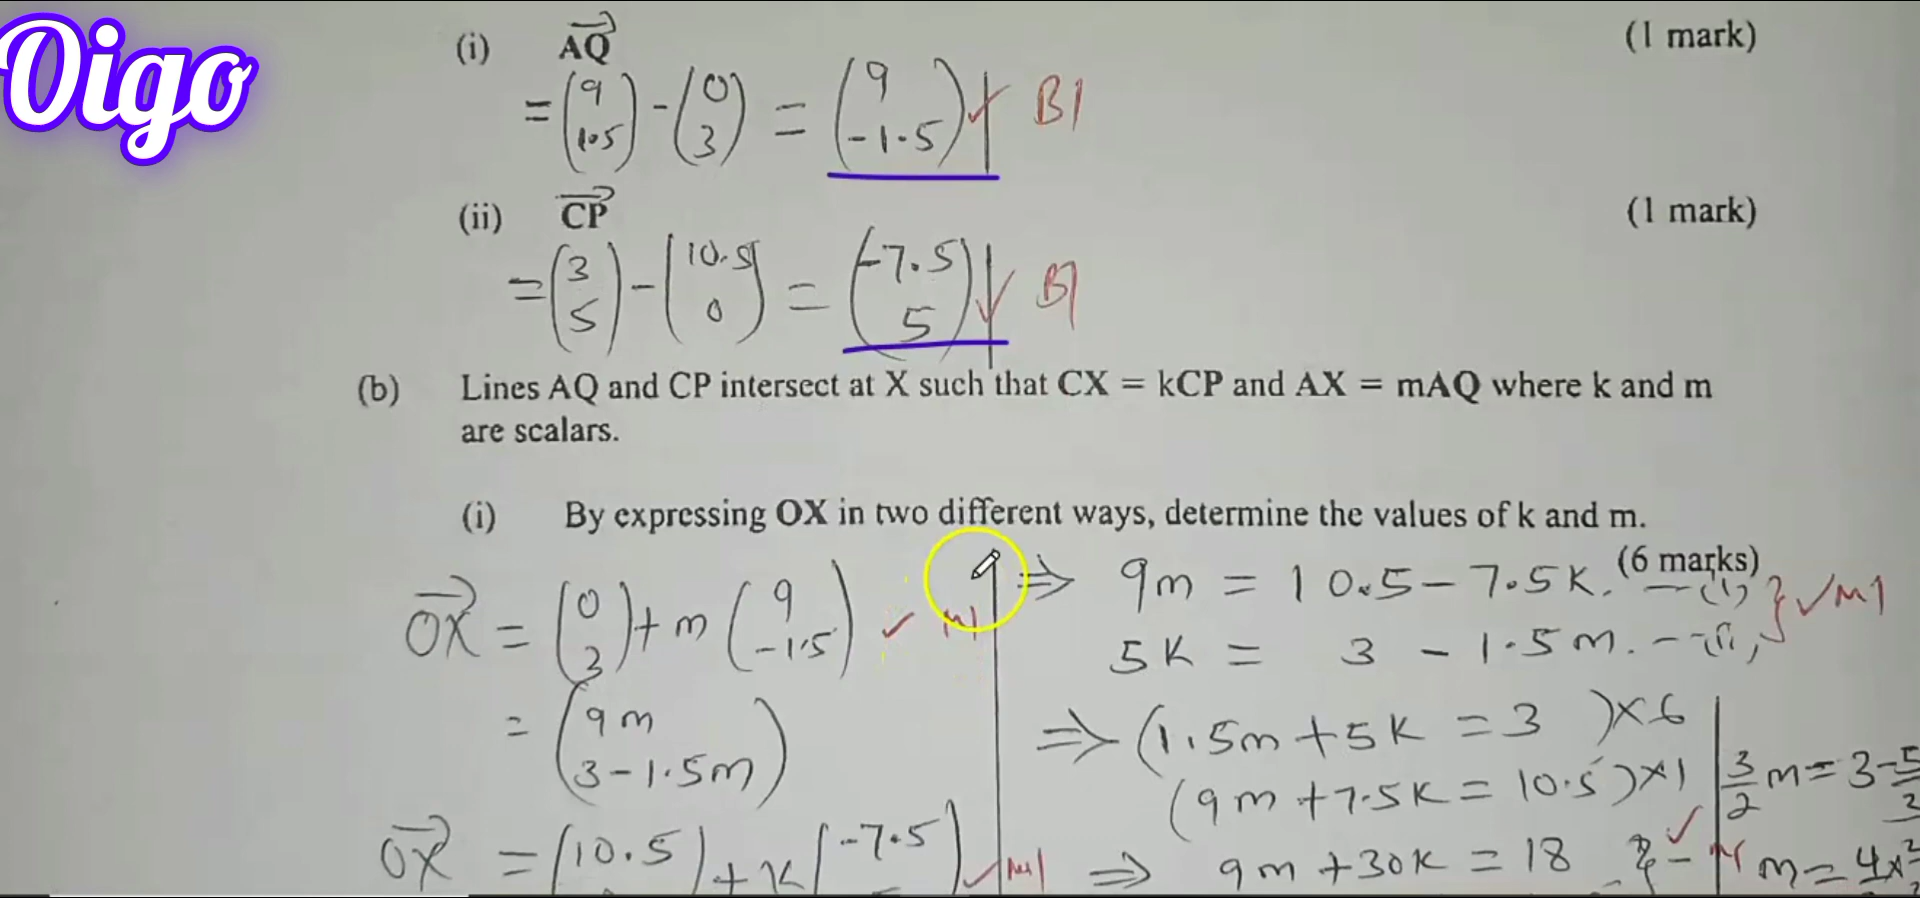 Oigo
(i) AQ (1 mark)
= (9 1.5) - (0 3) = (9 -1.5) ✓ B1
(ii) CP (1 mark)
= (3 5) - (10.5 0) = (-7.5 5) ✓ B1
(b) Lines AQ and CP intersect at X such that CX = kCP and AX = mAQ where k and m
are scalars.
(i) By expressing OX in two different ways, determine the values of k and m.
(6 marks)
OX = (0 3) + m (9 -1.5) ✓ M1
= (9m 3-1.5m)
OX = (10.5 + k (-7.5 ✓ M1
⇒ 9m = 10.5 - 7.5k. - (i) } ✓ M1
5k = 3 - 1.5m. - (ii)
⇒ (1.5m + 5k = 3 ) × 6
(9m + 7.5k = 10.5) × 1
⇒ 9m + 30k = 18 ✓
3/2 m = 3 - 5
m = 4 ×